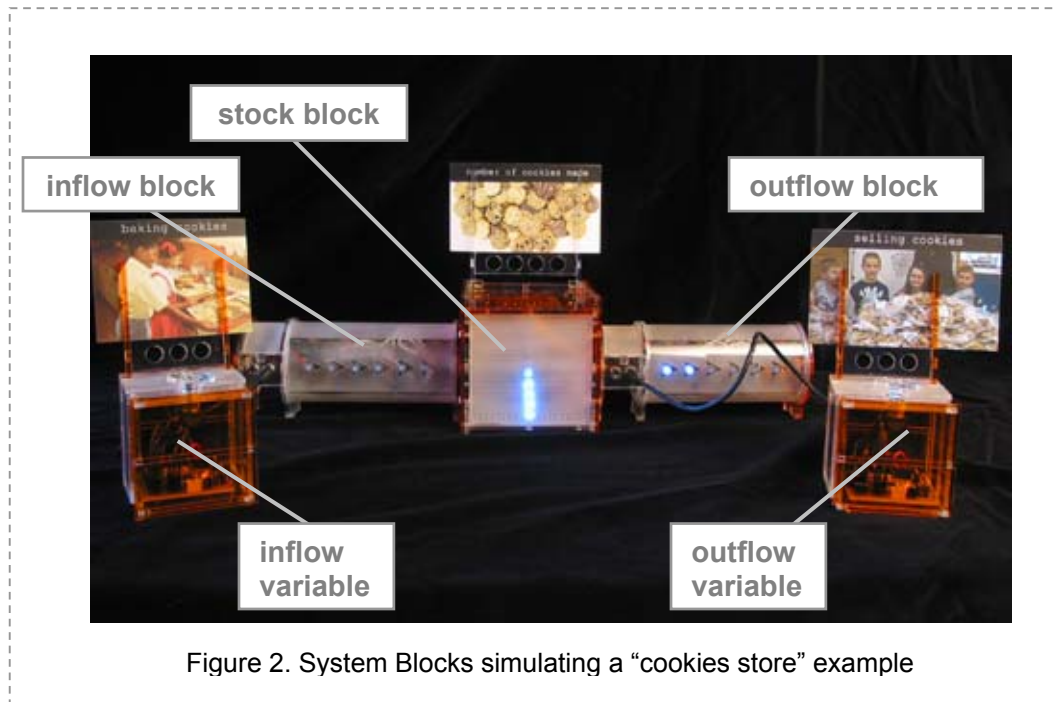 stock block
inflow block
number of cookies made
outflow block
baking cookies
selling cookies
inflow
variable
outflow
variable
Figure 2. System Blocks simulating a “cookies store” example